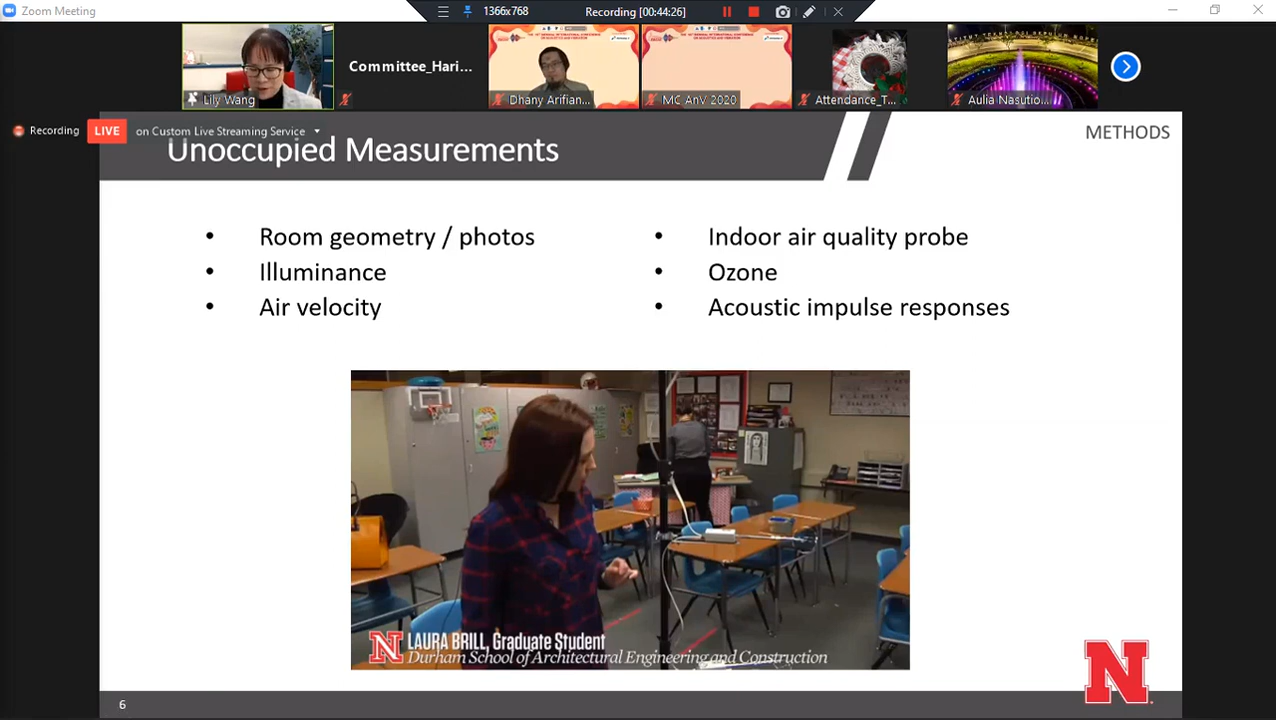 Zoom Meeting
1366x768
Recording [00:44:26]
Lily Wang
Committee_Hari...
Dhany Arifian...
MC AnV 2020
Attendance_T...
Aulia Nasutio...
Recording
LIVE
on Custom Live Streaming Service
METHODS
Unoccupied Measurements
• Room geometry / photos
• Illuminance
• Air velocity
• Indoor air quality probe
• Ozone
• Acoustic impulse responses
N
LAURA BRILL, Graduate Student
Durham School of Architectural Engineering and Construction
N
6